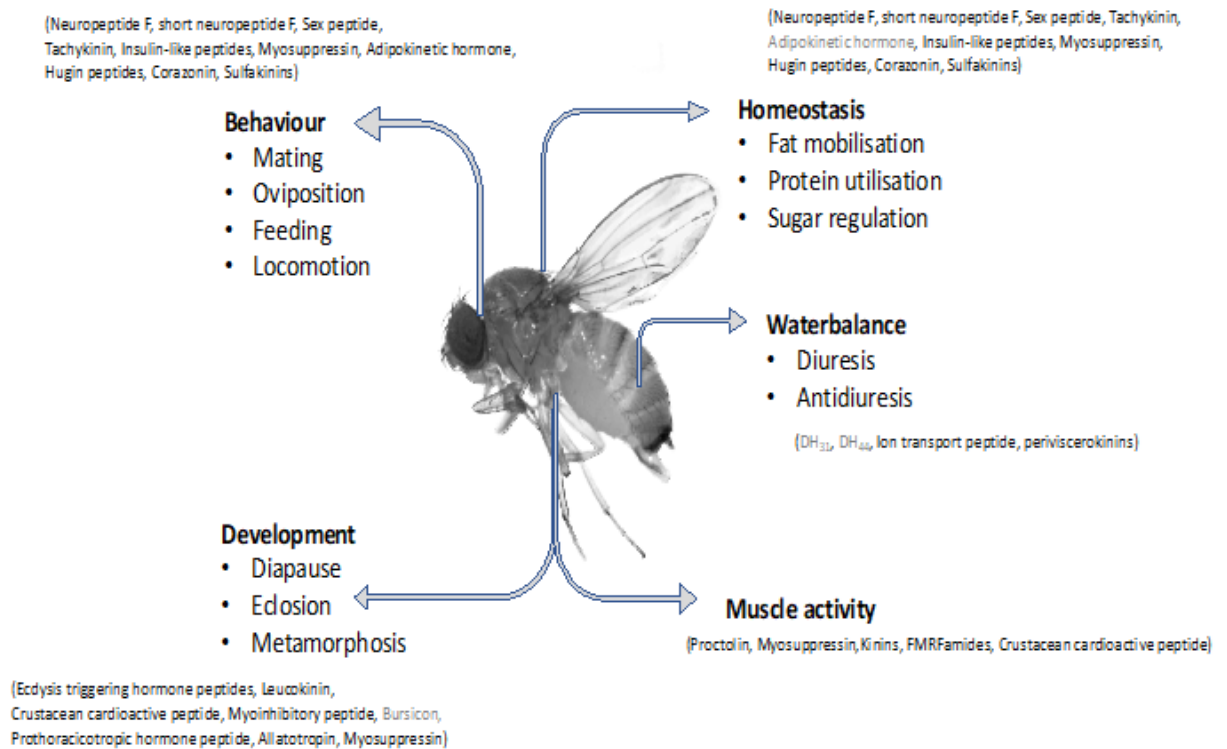 (Neuropeptide F, short neuropeptide F, Sex peptide,
Tachykinin, Insulin-like peptides, Myosuppressin, Adipokinetic hormone,
Hugin peptides, Corazonin, Sulfakinins)
Behaviour
• Mating
• Oviposition
• Feeding
• Locomotion
(Neuropeptide F, short neuropeptide F, Sex peptide, Tachykinin,
Adipokinetic hormone, Insulin-like peptides, Myosuppressin,
Hugin peptides, Corazonin, Sulfakinins)
Homeostasis
• Fat mobilisation
• Protein utilisation
• Sugar regulation
Waterbalance
• Diuresis
• Antidiuresis
(DH₃₁, DH₄₄, Ion transport peptide, periviscerokinins)
Development
• Diapause
• Eclosion
• Metamorphosis
(Ecdysis triggering hormone peptides, Leucokinin,
Crustacean cardioactive peptide, Myoinhibitory peptide, Bursicon,
Prothoracicotropic hormone peptide, Allatotropin, Myosuppressin)
Muscle activity
(Proctolin, Myosuppressin, Kinins, FMRFamides, Crustacean cardioactive peptide)